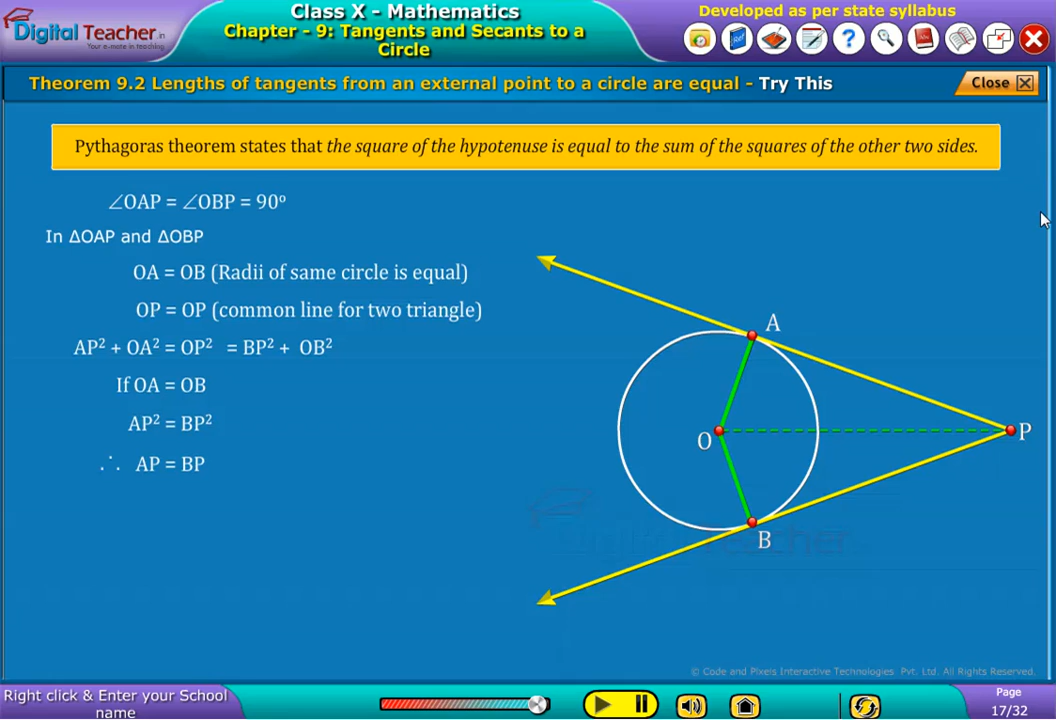 Digital Teacher.in
Your e-mate in teaching
Class X - Mathematics
Chapter - 9: Tangents and Secants to a
Circle
Developed as per state syllabus
Theorem 9.2 Lengths of tangents from an external point to a circle are equal - Try This
Close
Pythagoras theorem states that the square of the hypotenuse is equal to the sum of the squares of the other two sides.
∠OAP = ∠OBP = 90º
In ΔOAP and ΔOBP
OA = OB (Radii of same circle is equal)
OP = OP (common line for two triangle)
AP² + OA² = OP² = BP² + OB²
If OA = OB
AP² = BP²
∴ AP = BP
A
O
P
B
Digital Teacher
© Code and Pixels Interactive Technologies Pvt. Ltd. All Rights Reserved.
Right click & Enter your School
name
Page
17/32